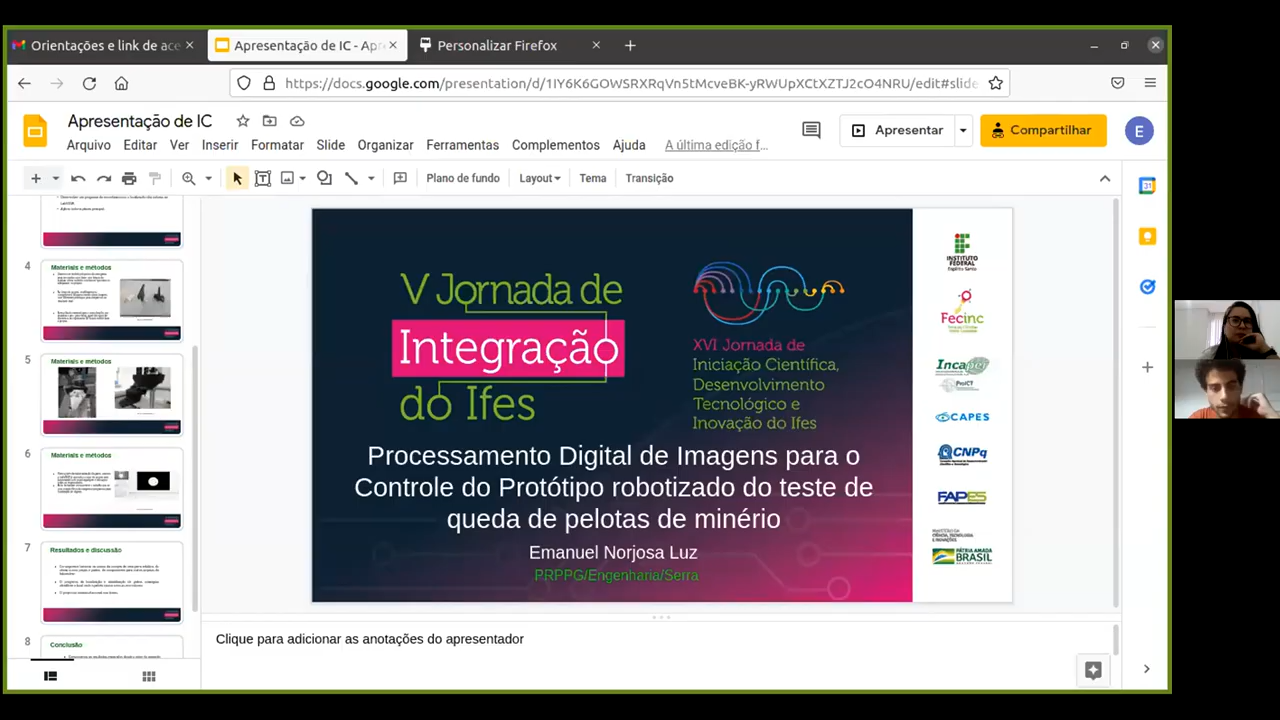 Orientações e link de ace
Apresentação de IC - Apre
Personalizar Firefox
https://docs.google.com/presentation/d/1IY6K6GOWSRXRqVn5tMcveBK-yRWUpXCtXZTJ2cO4NRU/edit#slide
Apresentação de IC
Apresentar
Compartilhar
E
Arquivo Editar Ver Inserir Formatar Slide Organizar Ferramentas Complementos Ajuda A última edição f...
Plano de fundo Layout Tema Transição
31
4
Materiais e métodos
5
Materiais e métodos
6
Materiais e métodos
7
Resultados e discussão
8
Conclusão
V Jornada de
Integração
do Ifes
XVI Jornada de
Iniciação Científica,
Desenvolvimento
Tecnológico e
Inovação do Ifes
Processamento Digital de Imagens para o
Controle do Protótipo robotizado do teste de
queda de pelotas de minério
Emanuel Norjosa Luz
PRPPG/Engenharia/Serra
INSTITUTO
FEDERAL
Espírito Santo
Fecinc
Incaper
CAPES
CNPq
FAPES
PÁTRIA AMADA
BRASIL
Clique para adicionar as anotações do apresentador